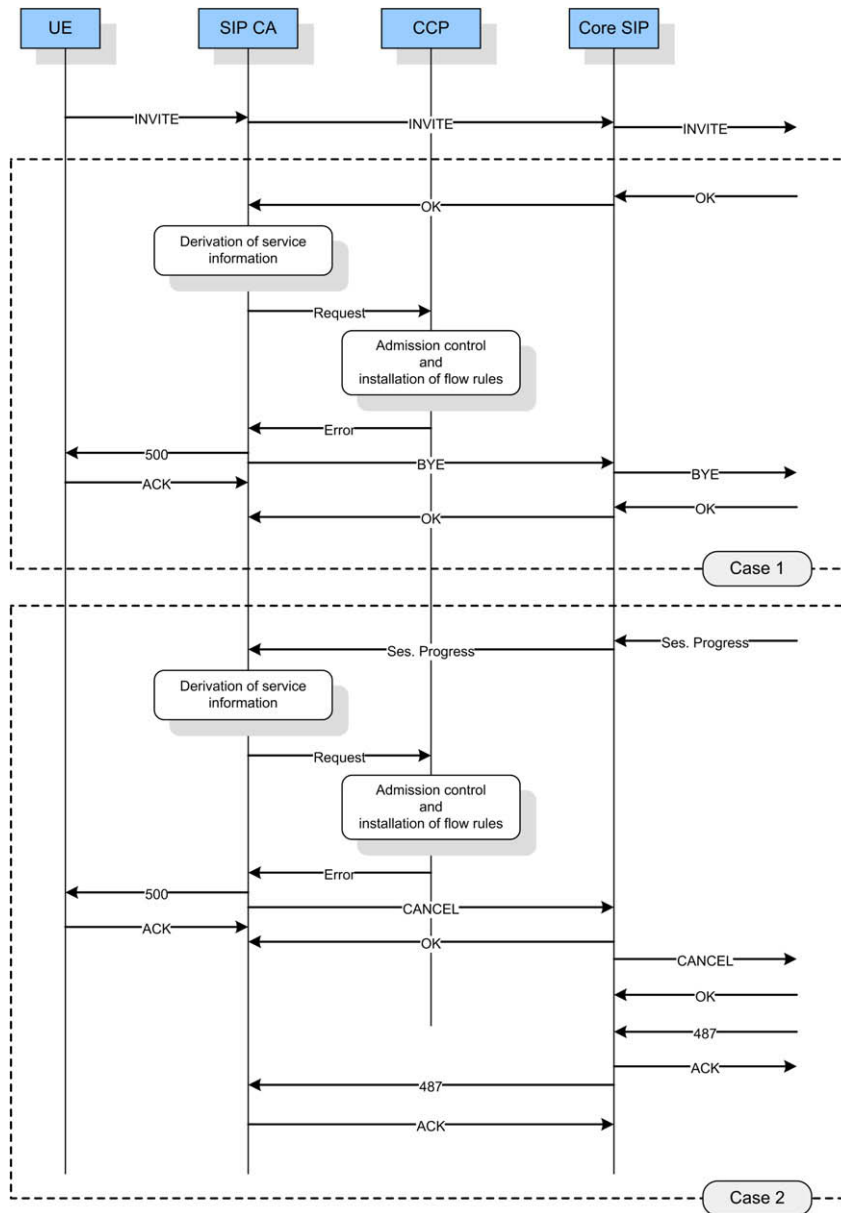 UE
SIP CA
CCP
Core SIP
INVITE
INVITE
INVITE
OK
OK
Derivation of service
information
Request
Admission control
and
installation of flow rules
Error
500
BYE
BYE
ACK
OK
OK
Case 1
Ses. Progress
Ses. Progress
Derivation of service
information
Request
Admission control
and
installation of flow rules
Error
500
CANCEL
ACK
OK
CANCEL
OK
487
ACK
487
ACK
Case 2